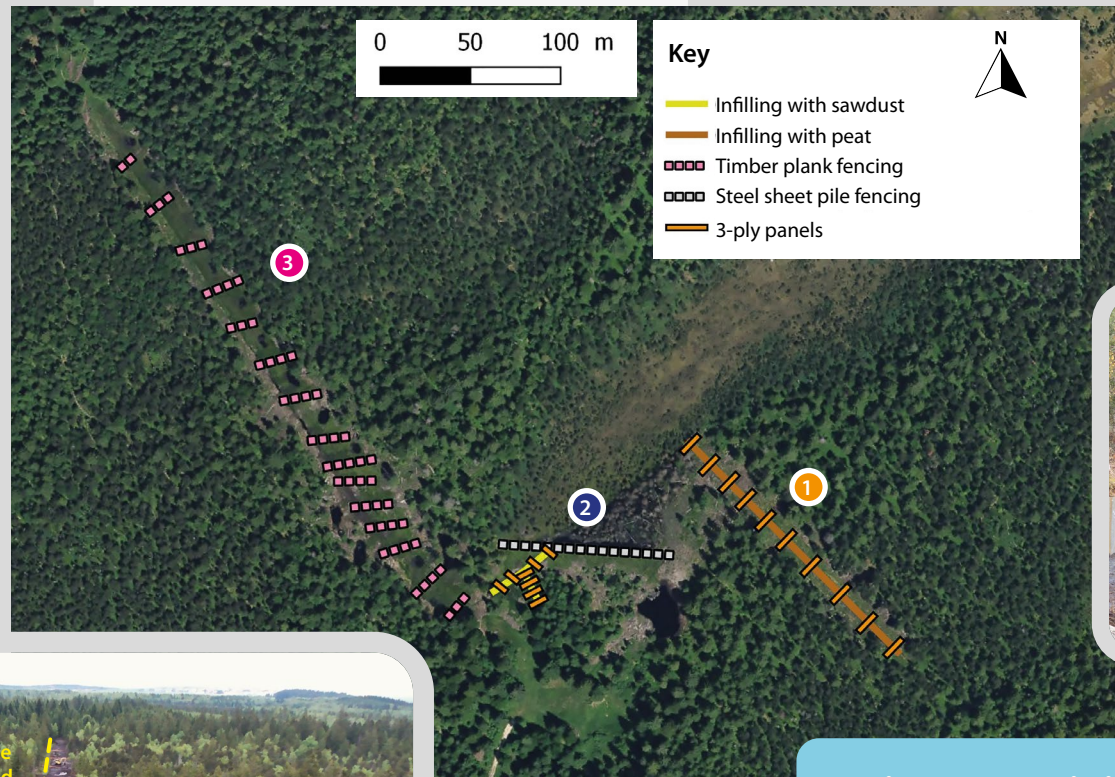 0 50 100 m
Key
N
Infilling with sawdust
Infilling with peat
Timber plank fencing
Steel sheet pile fencing
3-ply panels
3
1
2